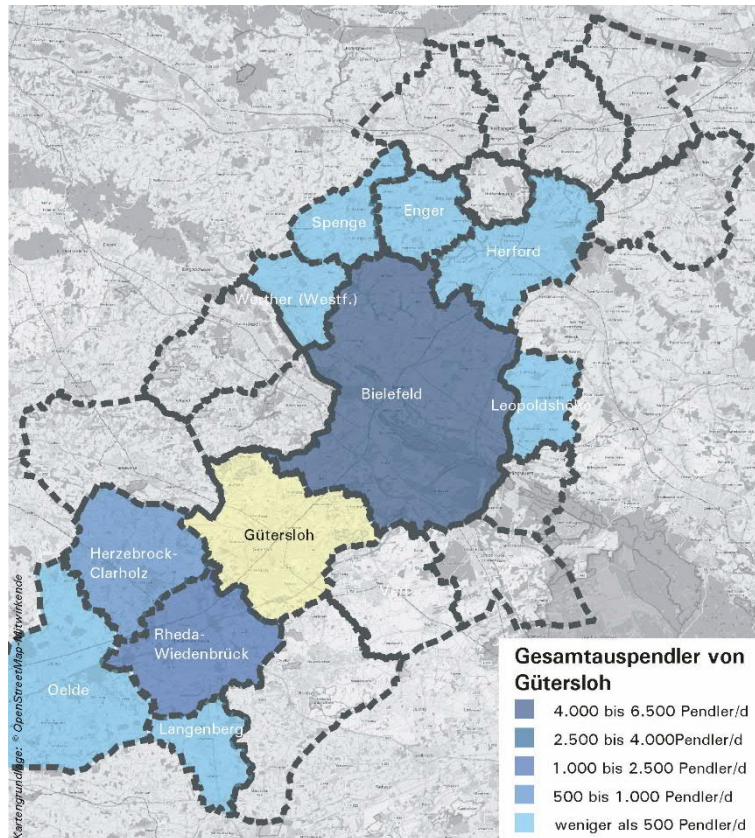 Spenge
Enger
Herford
Werther (Westf.)
Bielefeld
Leopoldshöhe
Gütersloh
Herzebrock-
Clarholz
Verl
Rheda-
Wiedenbrück
Oelde
Langenberg
Kartengrundlage: © OpenStreetMap-Mitwirkende
Gesamtauspendler von
Gütersloh
4.000 bis 6.500 Pendler/d
2.500 bis 4.000Pendler/d
1.000 bis 2.500 Pendler/d
500 bis 1.000 Pendler/d
weniger als 500 Pendler/d